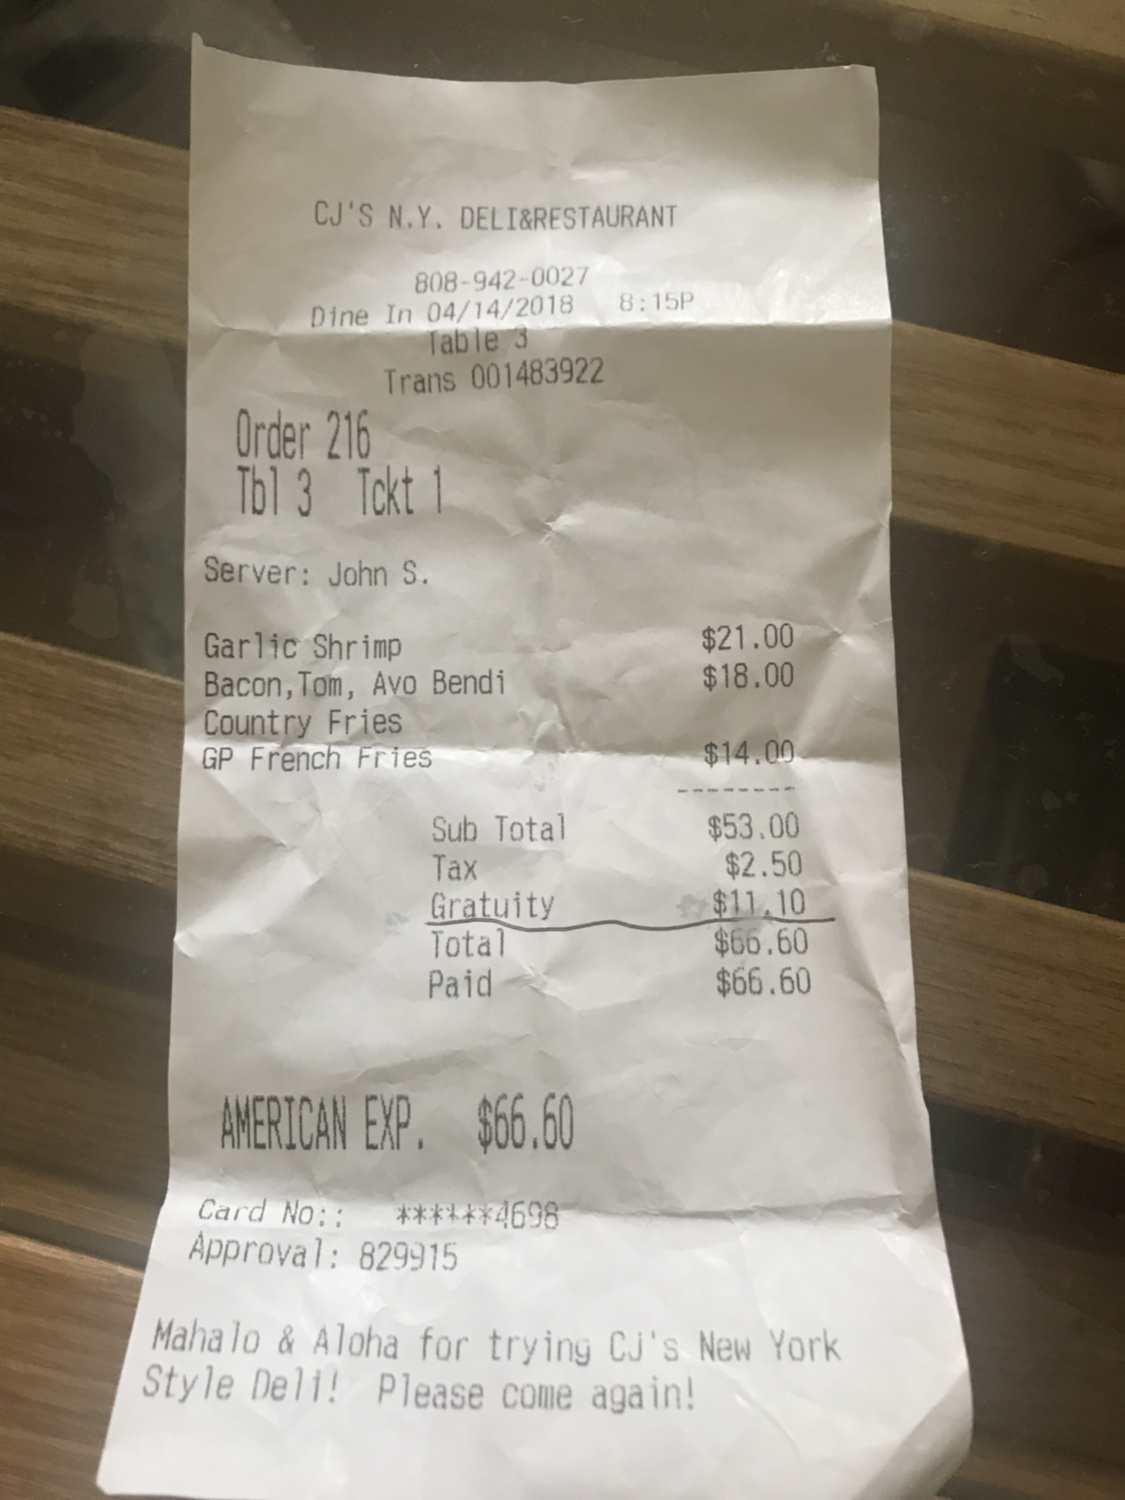 CJ'S N.Y. DELI&RESTAURANT
808-942-0027
Dine In 04/14/2018 8:15P
Table 3
Trans 001483922
Order 216
Tbl 3 Tckt 1
Server: John S.
Garlic Shrimp $21.00
Bacon,Tom, Avo Bendi $18.00
Country Fries
GP French Fries $14.00
--------
Sub Total $53.00
Tax $2.50
Gratuity $11.10
Total $66.60
Paid $66.60
AMERICAN EXP. $66.60
Card No:: ******4698
Approval: 829915
Mahalo & Aloha for trying CJ's New York
Style Deli! Please come again!